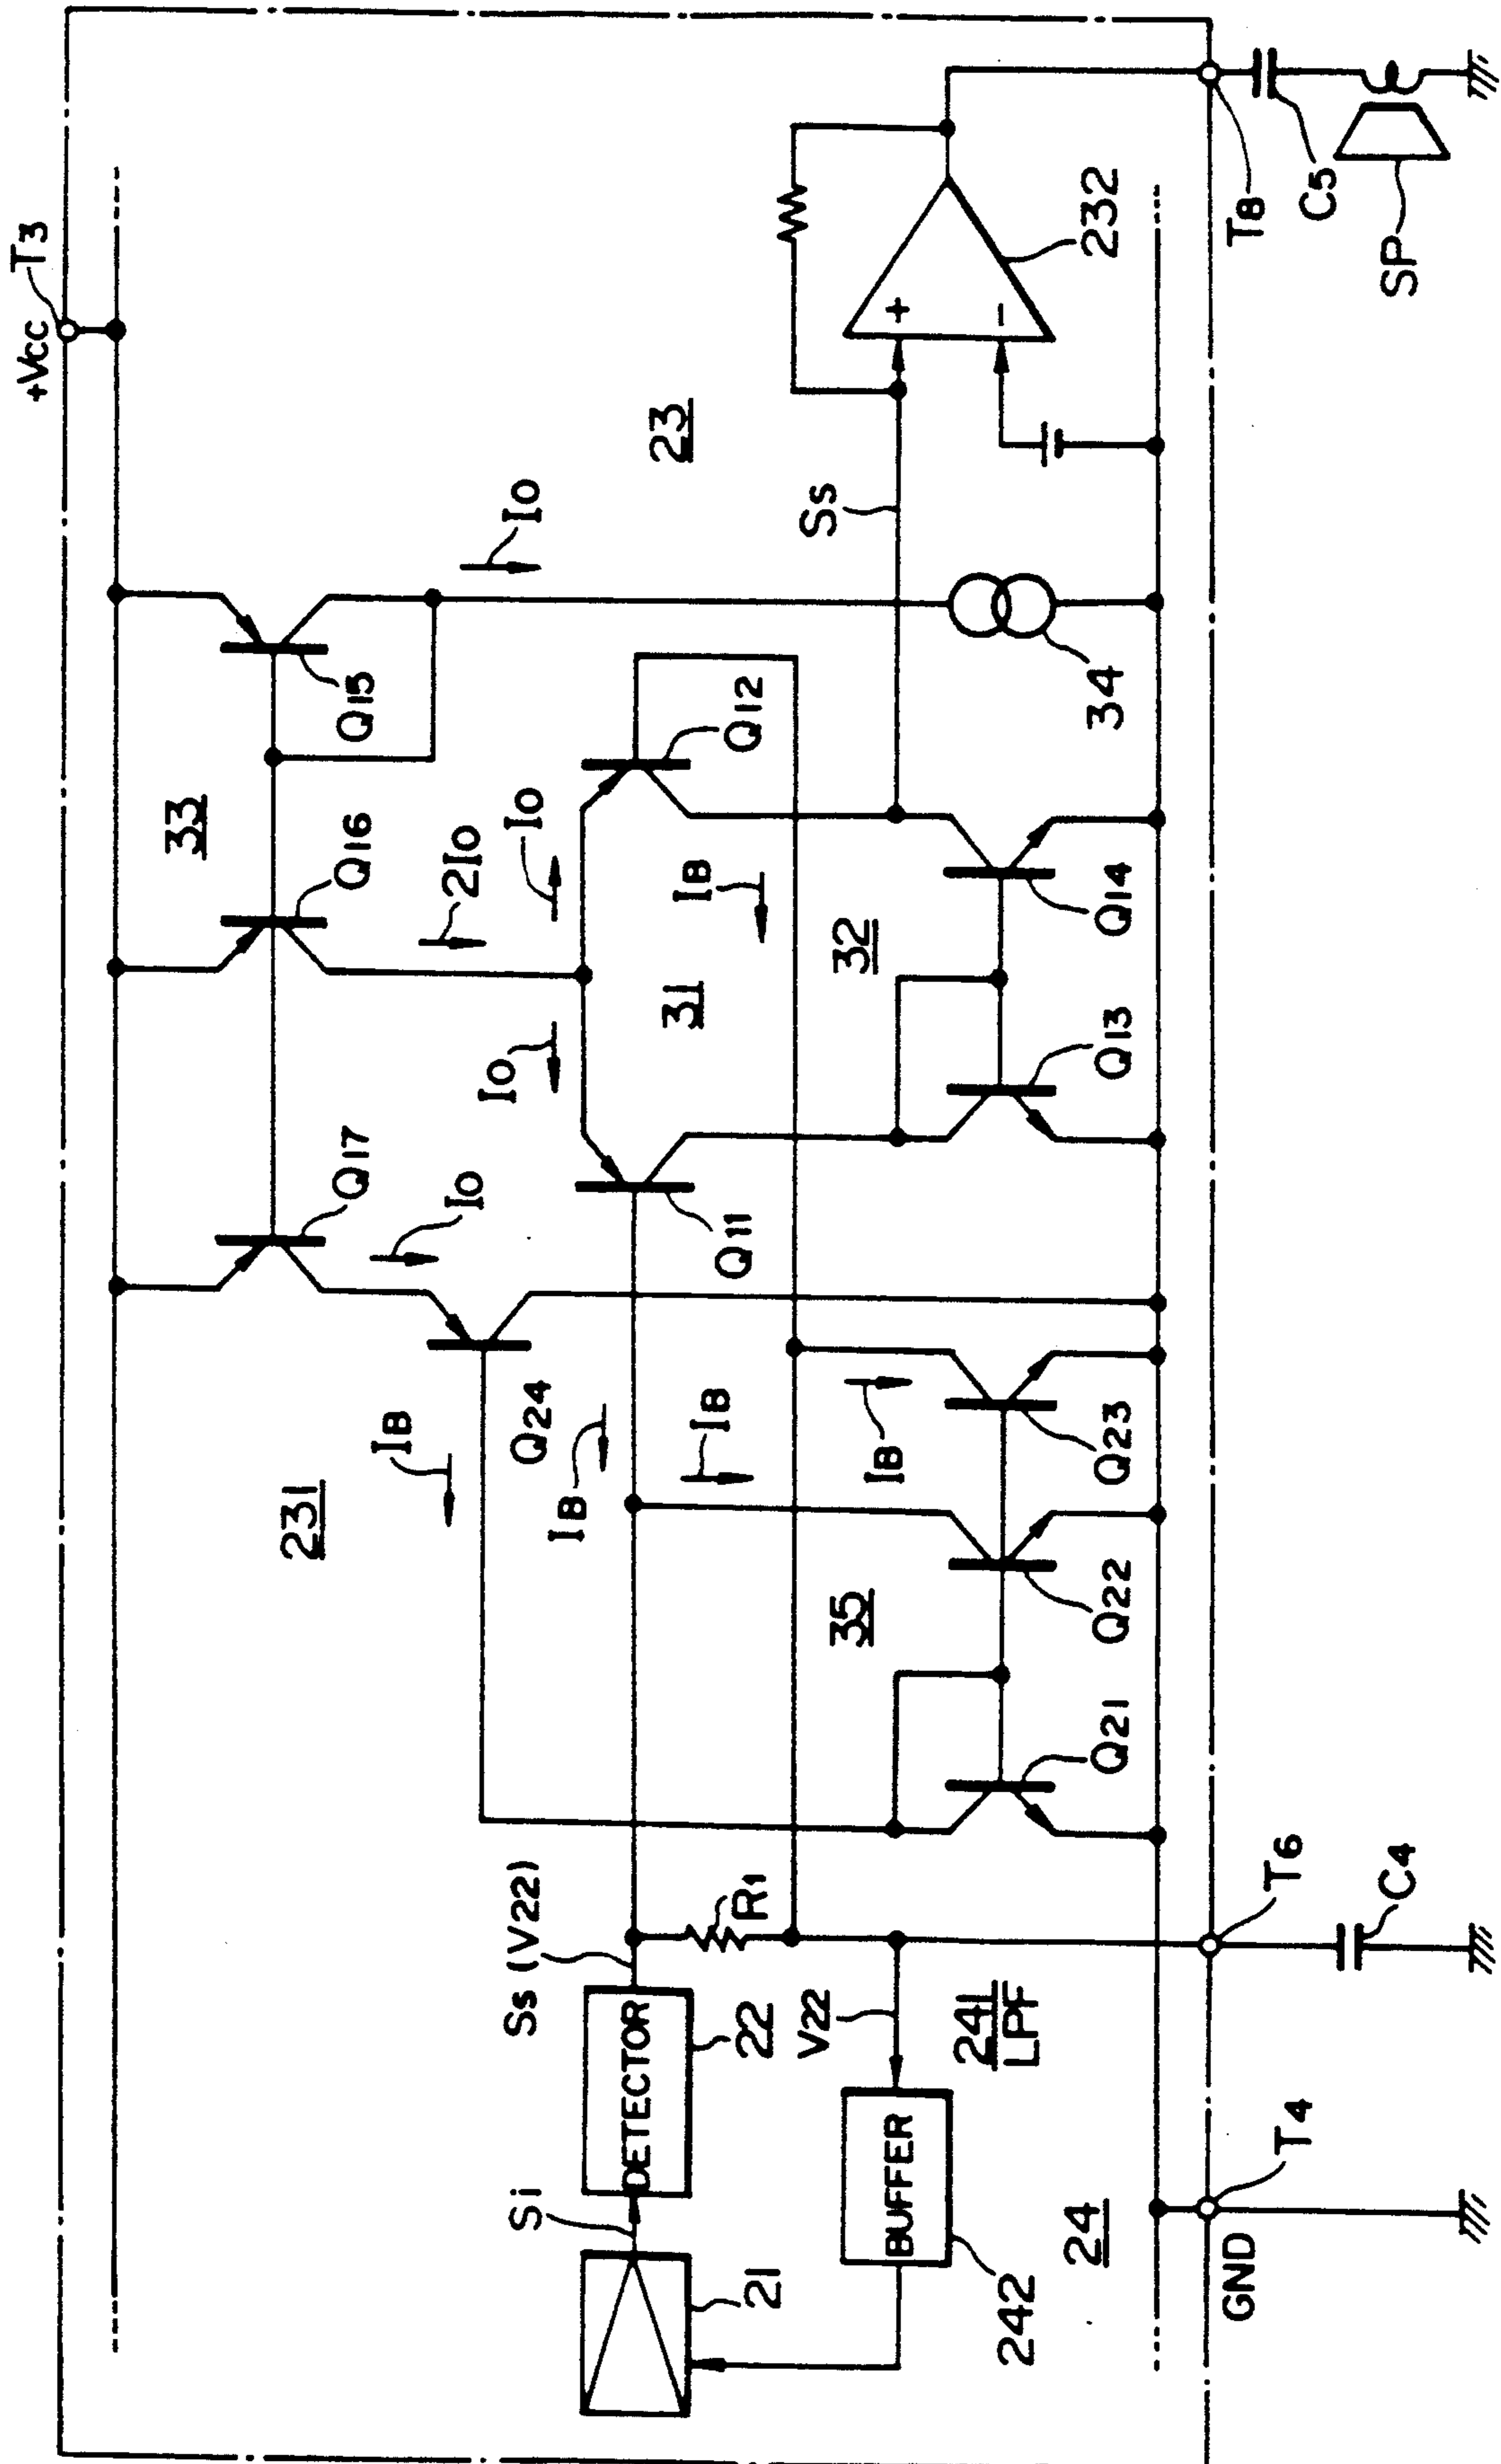 +Vcc T3
33
Q17
Q16
Q15
Io
2Io
Io
Io
Io
IB
231
Q24
IB
IB
Q11
31
Q12
IB
23
Si
Ss (V22)
DETECTOR
21
22
R1
V22
BUFFER
241
LPF
242
24
35
IB
Q21
Q22
Q23
32
Q13
Q14
34
Ss
+
−
232
GND
T4
T6
C4
T8
C5
SP